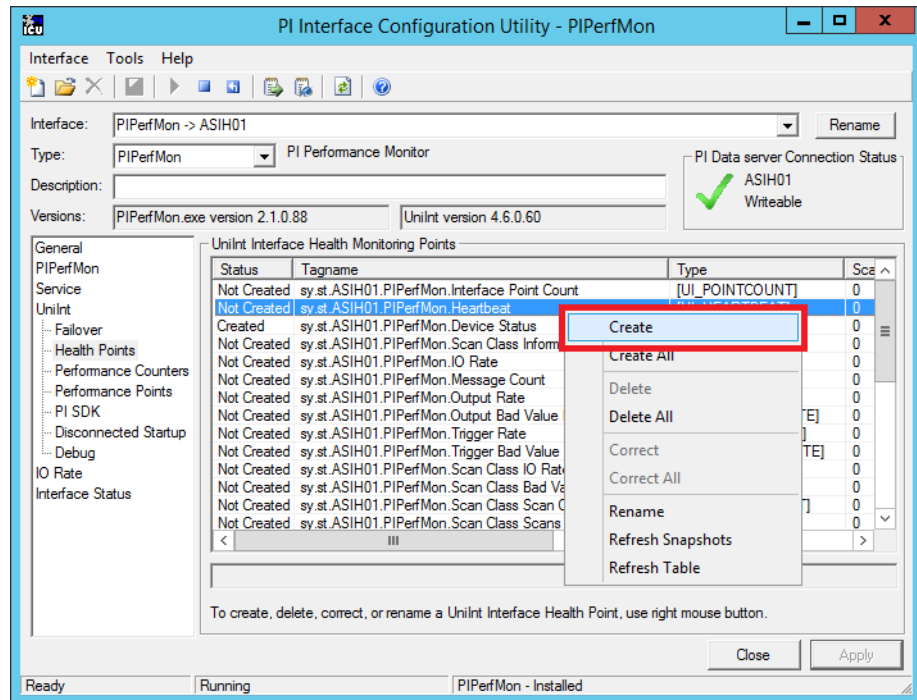 PI Interface Configuration Utility - PIPerfMon
Interface Tools Help
Interface: PIPerfMon -> ASIH01 Rename
Type: PIPerfMon PI Performance Monitor
PI Data server Connection Status
ASIH01
Writeable
Description:
Versions: PIPerfMon.exe version 2.1.0.88 UniInt version 4.6.0.60
General
PIPerfMon
Service
UniInt
Failover
Health Points
Performance Counters
Performance Points
PI SDK
Disconnected Startup
Debug
IO Rate
Interface Status
UniInt Interface Health Monitoring Points
Status Tagname Type Sca
Not Created sy.st.ASIH01.PIPerfMon.Interface Point Count [UI_POINTCOUNT] 0
Not Created sy.st.ASIH01.PIPerfMon.Heartbeat 0
Created sy.st.ASIH01.PIPerfMon.Device Status 0
Not Created sy.st.ASIH01.PIPerfMon.Scan Class Inform 0
Not Created sy.st.ASIH01.PIPerfMon.IO Rate 0
Not Created sy.st.ASIH01.PIPerfMon.Message Count 0
Not Created sy.st.ASIH01.PIPerfMon.Output Rate 0
Not Created sy.st.ASIH01.PIPerfMon.Output Bad Value E] 0
Not Created sy.st.ASIH01.PIPerfMon.Trigger Rate ] 0
Not Created sy.st.ASIH01.PIPerfMon.Trigger Bad Value TE] 0
Not Created sy.st.ASIH01.PIPerfMon.Scan Class IO Rat 0
Not Created sy.st.ASIH01.PIPerfMon.Scan Class Bad Va 0
Not Created sy.st.ASIH01.PIPerfMon.Scan Class Scan C ] 0
Not Created sy.st.ASIH01.PIPerfMon.Scan Class Scans 0
Create
Create All
Delete
Delete All
Correct
Correct All
Rename
Refresh Snapshots
Refresh Table
To create, delete, correct, or rename a UniInt Interface Health Point, use right mouse button.
Close Apply
Ready Running PIPerfMon - Installed